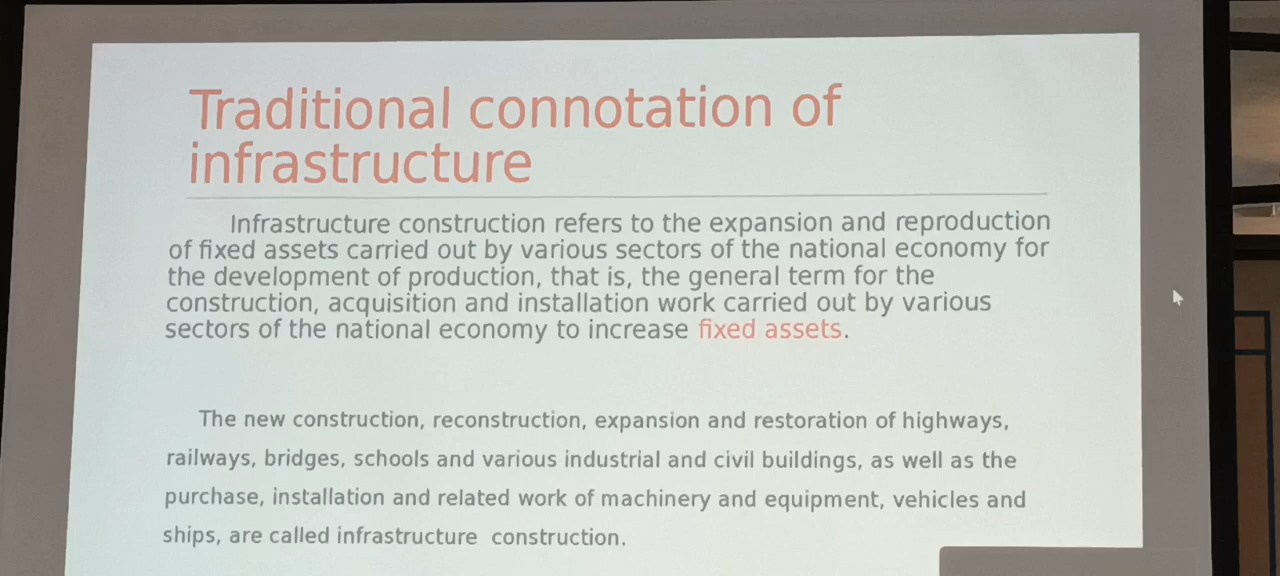 Traditional connotation of
infrastructure
Infrastructure construction refers to the expansion and reproduction
of fixed assets carried out by various sectors of the national economy for
the development of production, that is, the general term for the
construction, acquisition and installation work carried out by various
sectors of the national economy to increase fixed assets.
The new construction, reconstruction, expansion and restoration of highways,
railways, bridges, schools and various industrial and civil buildings, as well as the
purchase, installation and related work of machinery and equipment, vehicles and
ships, are called infrastructure construction.